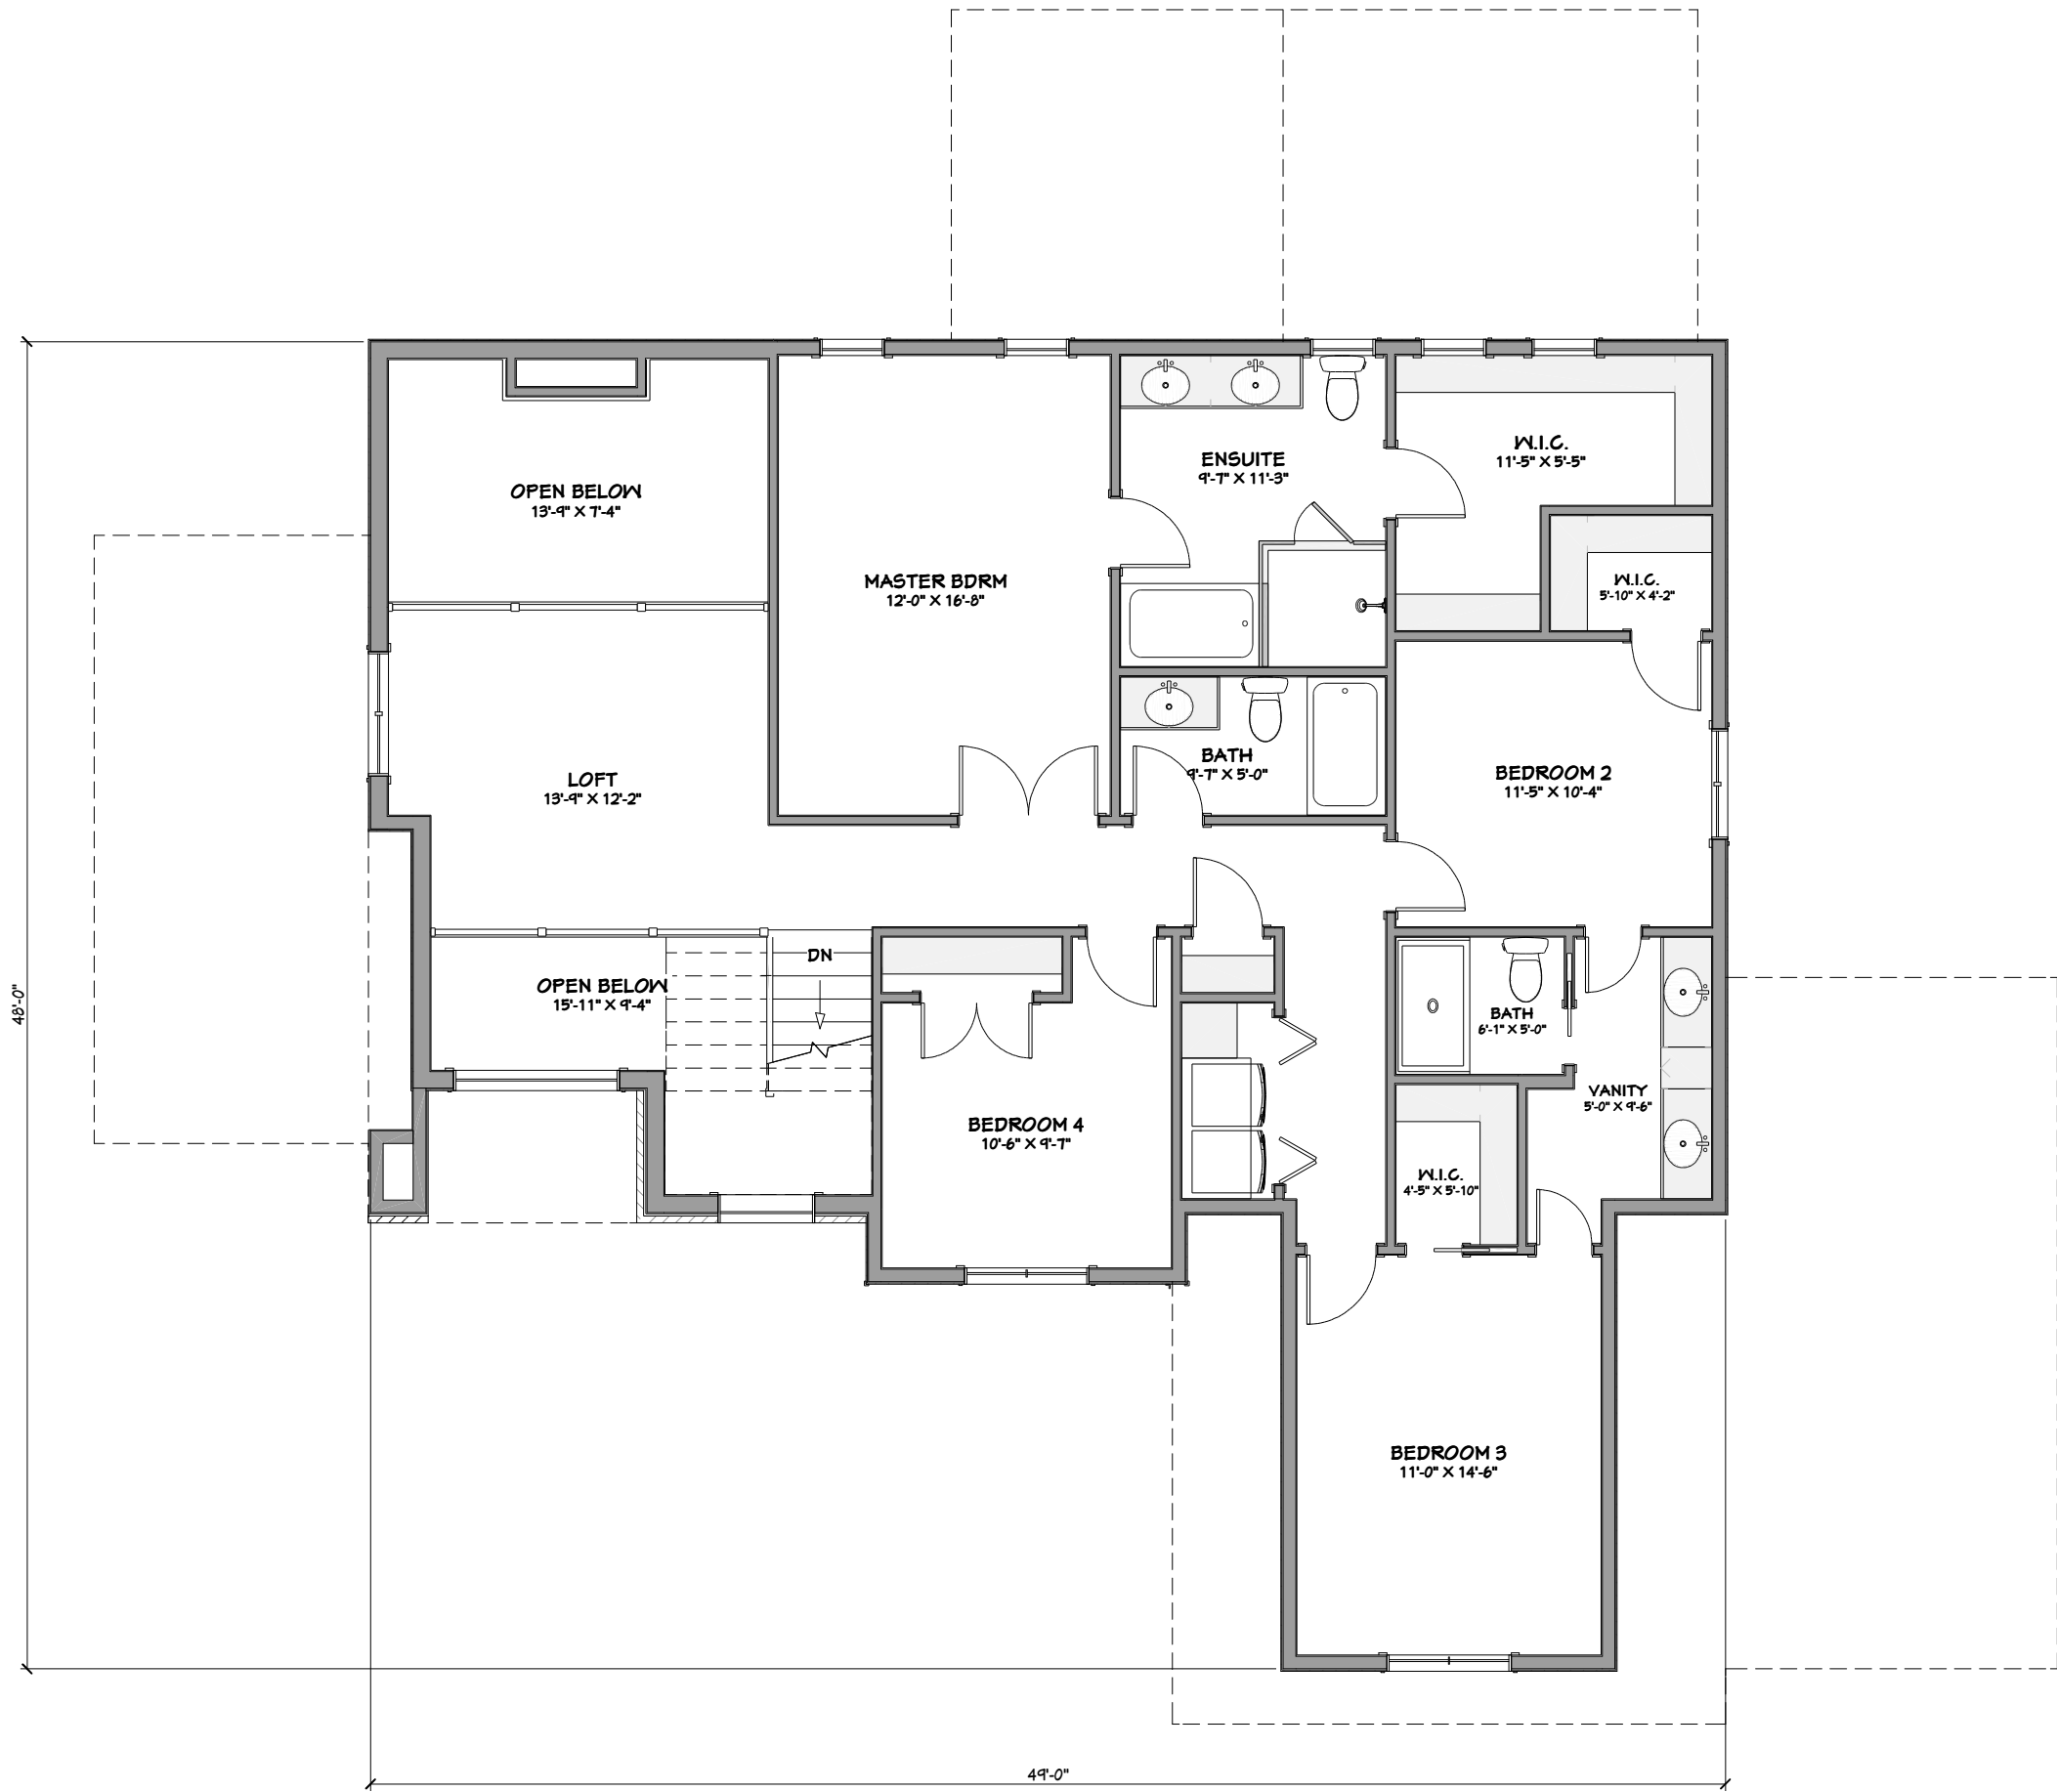 W.I.C.
11'-5" X 5'-5"
ENSUITE
9'-7" X 11'-3"
OPEN BELOW
13'-9" X 7'-4"
MASTER BDRM
12'-0" X 16'-8"
W.I.C.
5'-10" X 4'-2"
BATH
9'-7" X 5'-0"
LOFT
13'-9" X 12'-2"
BEDROOM 2
11'-5" X 10'-4"
DN
OPEN BELOW
15'-11" X 9'-4"
48'-0"
BATH
6'-1" X 5'-0"
VANITY
5'-0" X 9'-6"
BEDROOM 4
10'-6" X 9'-7"
W.I.C.
4'-5" X 5'-10"
BEDROOM 3
11'-0" X 14'-6"
49'-0"